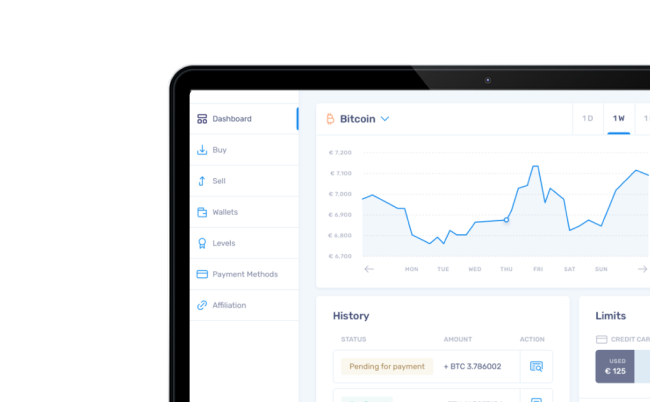 Dashboard
Buy
Sell
Wallets
Levels
Payment Methods
Affiliation
Bitcoin
1 D
1 W
€ 7.200
€ 7.100
€ 7.000
€ 6.900
€ 6.800
€ 6.700
MON TUE WED THU FRI SAT SUN
History
STATUS AMOUNT ACTION
Pending for payment + BTC 3.786002
Limits
CREDIT CAR
USED
€ 125